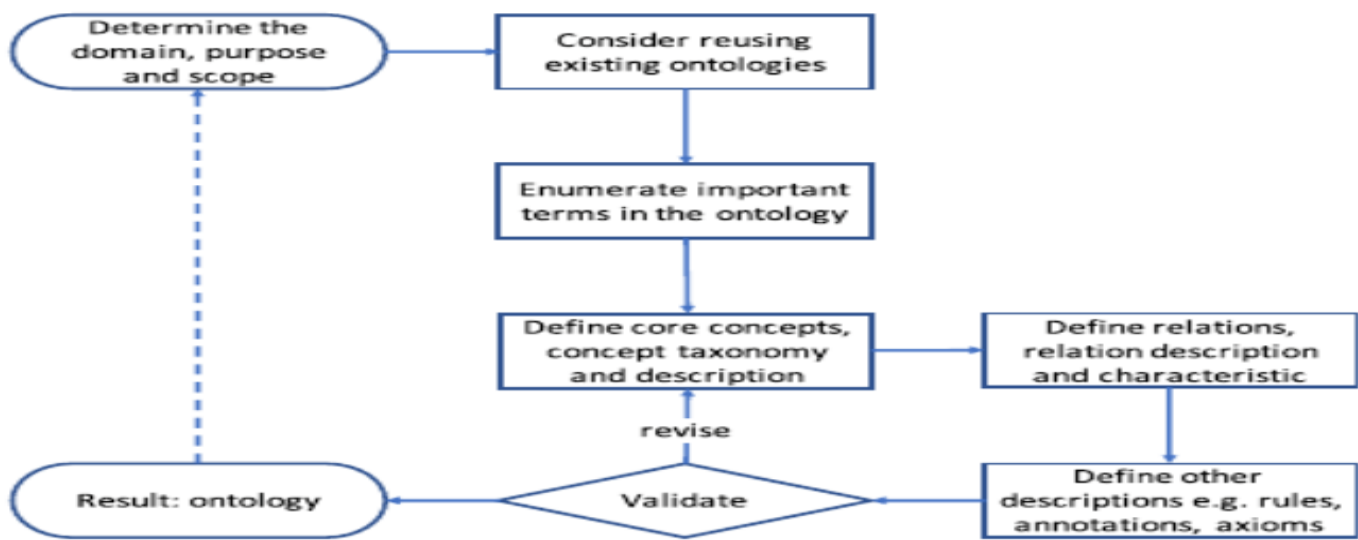 Determine the
domain, purpose
and scope
Consider reusing
existing ontologies
Enumerate important
terms in the ontology
Define core concepts,
concept taxonomy
and description
Define relations,
relation description
and characteristic
revise
Result: ontology
Validate
Define other
descriptions e.g. rules,
annotations, axioms